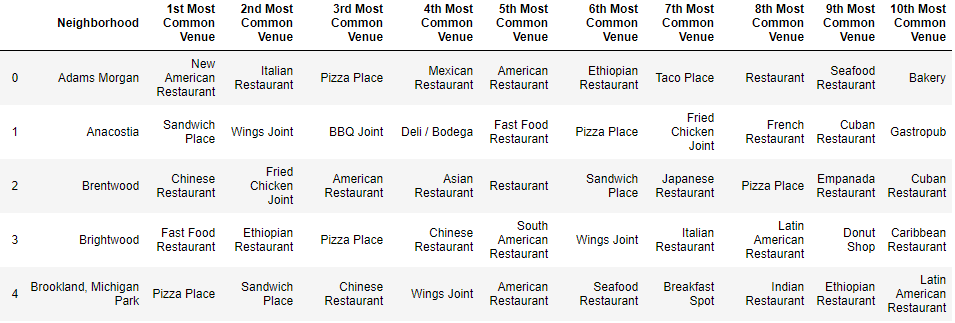 Neighborhood 1st Most Common Venue 2nd Most Common Venue 3rd Most Common Venue 4th Most Common Venue 5th Most Common Venue 6th Most Common Venue 7th Most Common Venue 8th Most Common Venue 9th Most Common Venue 10th Most Common Venue
0 Adams Morgan New American Restaurant Italian Restaurant Pizza Place Mexican Restaurant American Restaurant Ethiopian Restaurant Taco Place Restaurant Seafood Restaurant Bakery
1 Anacostia Sandwich Place Wings Joint BBQ Joint Deli / Bodega Fast Food Restaurant Pizza Place Fried Chicken Joint French Restaurant Cuban Restaurant Gastropub
2 Brentwood Chinese Restaurant Fried Chicken Joint American Restaurant Asian Restaurant Restaurant Sandwich Place Japanese Restaurant Pizza Place Empanada Restaurant Cuban Restaurant
3 Brightwood Fast Food Restaurant Ethiopian Restaurant Pizza Place Chinese Restaurant South American Restaurant Wings Joint Italian Restaurant Latin American Restaurant Donut Shop Caribbean Restaurant
4 Brookland, Michigan Park Pizza Place Sandwich Place Chinese Restaurant Wings Joint American Restaurant Seafood Restaurant Breakfast Spot Indian Restaurant Ethiopian Restaurant Latin American Restaurant